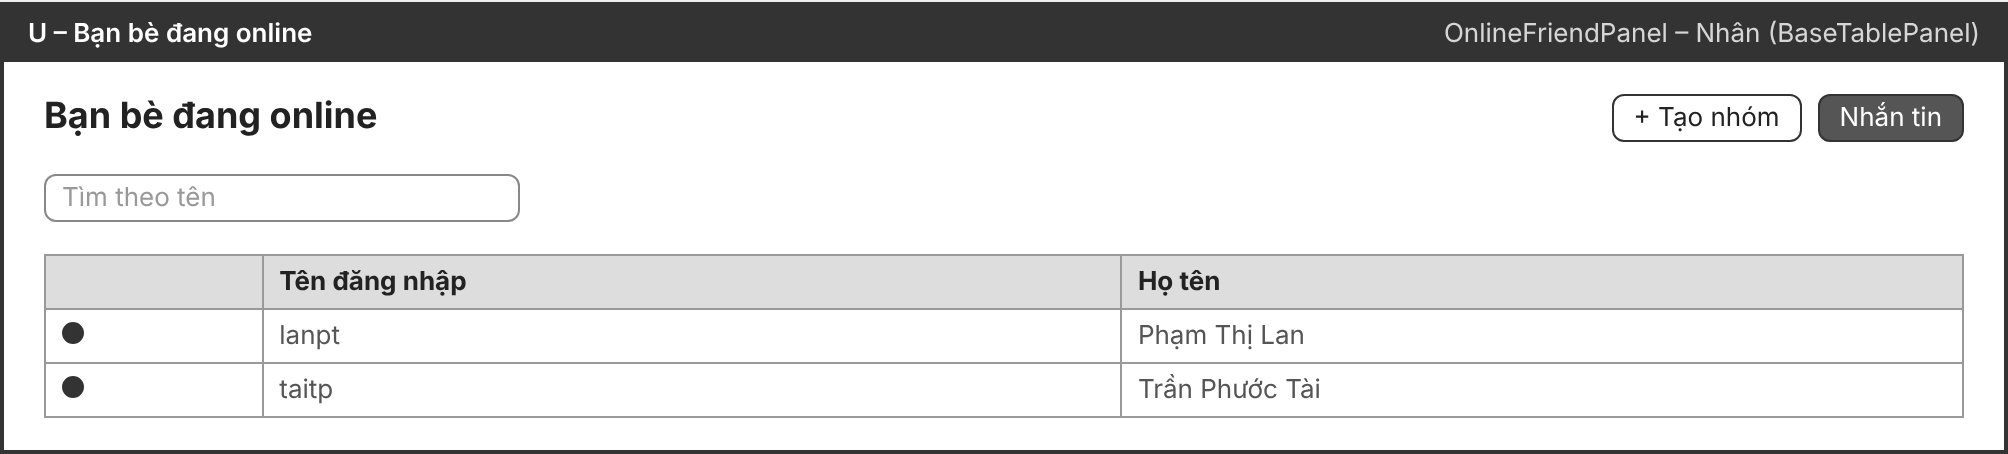 U – Bạn bè đang online
OnlineFriendPanel – Nhân (BaseTablePanel)
Bạn bè đang online
+ Tạo nhóm
Nhắn tin
Tìm theo tên
Tên đăng nhập Họ tên
lanpt Phạm Thị Lan
taitp Trần Phước Tài